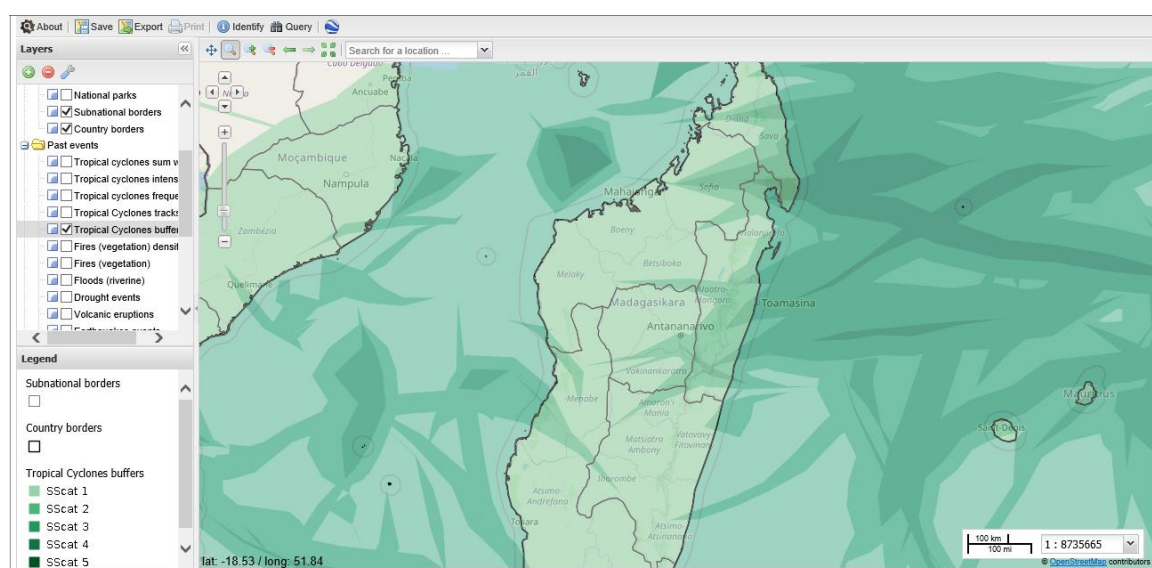 About Save Export Print Identify Query
Layers
Search for a location ...
National parks
Subnational borders
Country borders
Past events
Tropical cyclones sum w
Tropical cyclones intens
Tropical cyclones freque
Tropical Cyclones tracks
Tropical Cyclones buffer
Fires (vegetation) densit
Fires (vegetation)
Floods (riverine)
Drought events
Volcanic eruptions
Legend
Subnational borders
Country borders
Tropical Cyclones buffers
SScat 1
SScat 2
SScat 3
SScat 4
SScat 5
Cabo Delgado
Pemba
Ancuabe
Moçambique
Nacala
Nampula
Zambézia
Quelimane
القمر
Diana
Sava
Mahajanga
Sofia
Boeny
Analanjirofo
Betsiboka
Melaky
Madagasikara
Alaotra-
Mangoro
Toamasina
Antananarivo
Vakinankaratra
Menabe
Amoron'i
Mania
Matsiatra
Ambony
Vatovavy-
Fitovinany
Ihorombe
Atsimo-
Andrefana
Toliara
Atsimo-
Atsinanana
Mauritius
Saint-Denis
100 km
100 mi
1 : 8735665
lat: -18.53 / long: 51.84
© OpenStreetMap contributors